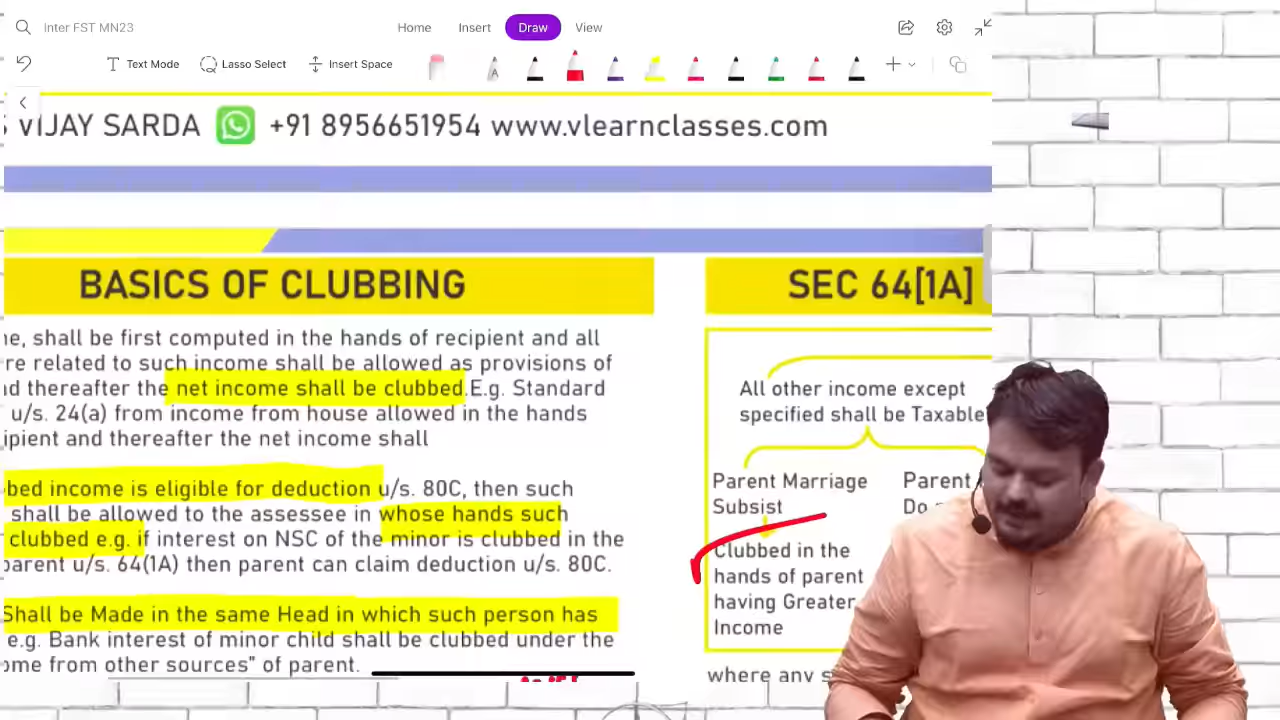 Inter FST MN23
Home Insert Draw View
Text Mode Lasso Select Insert Space
VIJAY SARDA +91 8956651954 www.vlearnclasses.com
BASICS OF CLUBBING
shall be first computed in the hands of recipient and all
related to such income shall be allowed as provisions of
thereafter the net income shall be clubbed.E.g. Standard
u/s. 24(a) from income from house allowed in the hands
and thereafter the net income shall
income is eligible for deduction u/s. 80C, then such
shall be allowed to the assessee in whose hands such
clubbed e.g. if interest on NSC of the minor is clubbed in the
parent u/s. 64(1A) then parent can claim deduction u/s. 80C.
Shall be Made in the same Head in which such person has
e.g. Bank interest of minor child shall be clubbed under the
from other sources" of parent.
SEC 64[1A]
All other income except
specified shall be Taxable
Parent Marriage
Subsist
Clubbed in the
hands of parent
having Greater
Income
Parent
Do
where any